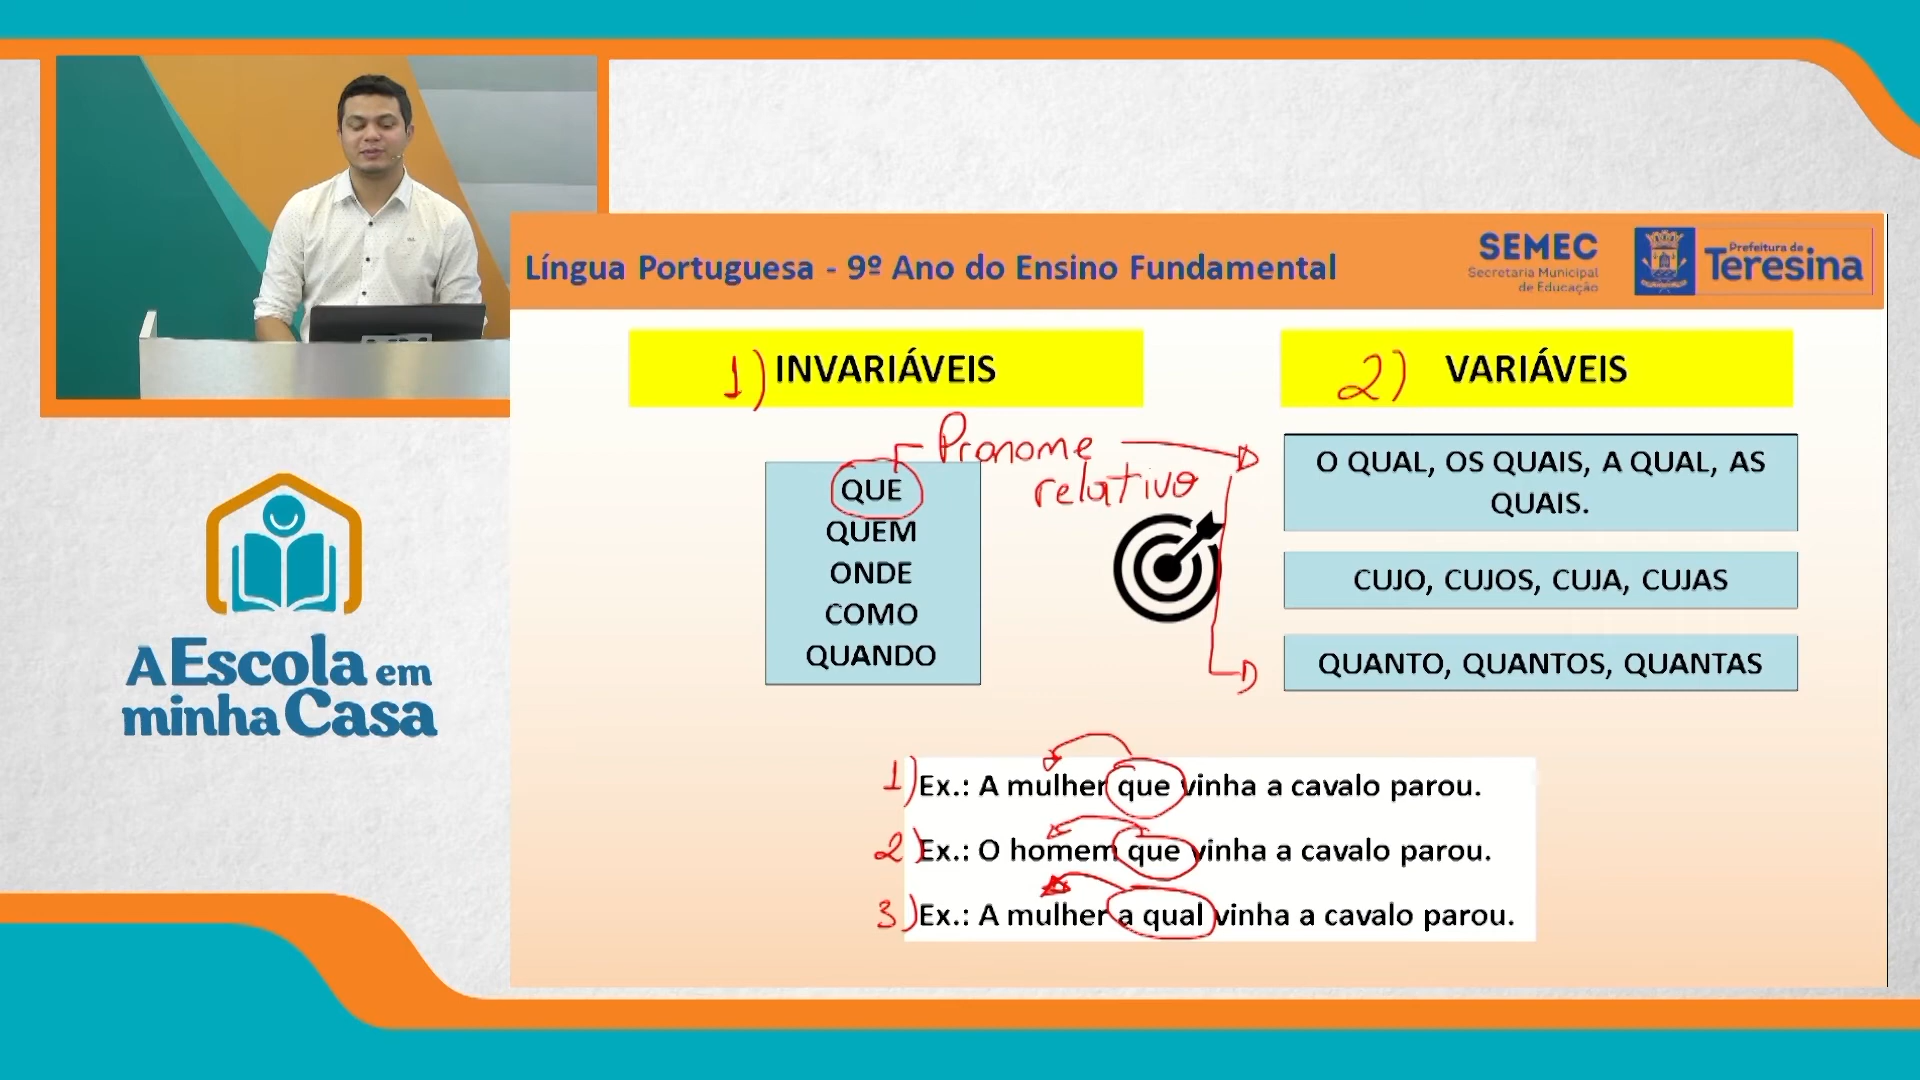 Língua Portuguesa - 9º Ano do Ensino Fundamental
SEMEC
Secretaria Municipal
de Educação
Prefeitura de
Teresina
1) INVARIÁVEIS
2) VARIÁVEIS
Pronome
relativo
QUE
QUEM
ONDE
COMO
QUANDO
O QUAL, OS QUAIS, A QUAL, AS
QUAIS.
CUJO, CUJOS, CUJA, CUJAS
QUANTO, QUANTOS, QUANTAS
A Escola em
minha Casa
1) Ex.: A mulher que vinha a cavalo parou.
2) Ex.: O homem que vinha a cavalo parou.
3) Ex.: A mulher a qual vinha a cavalo parou.